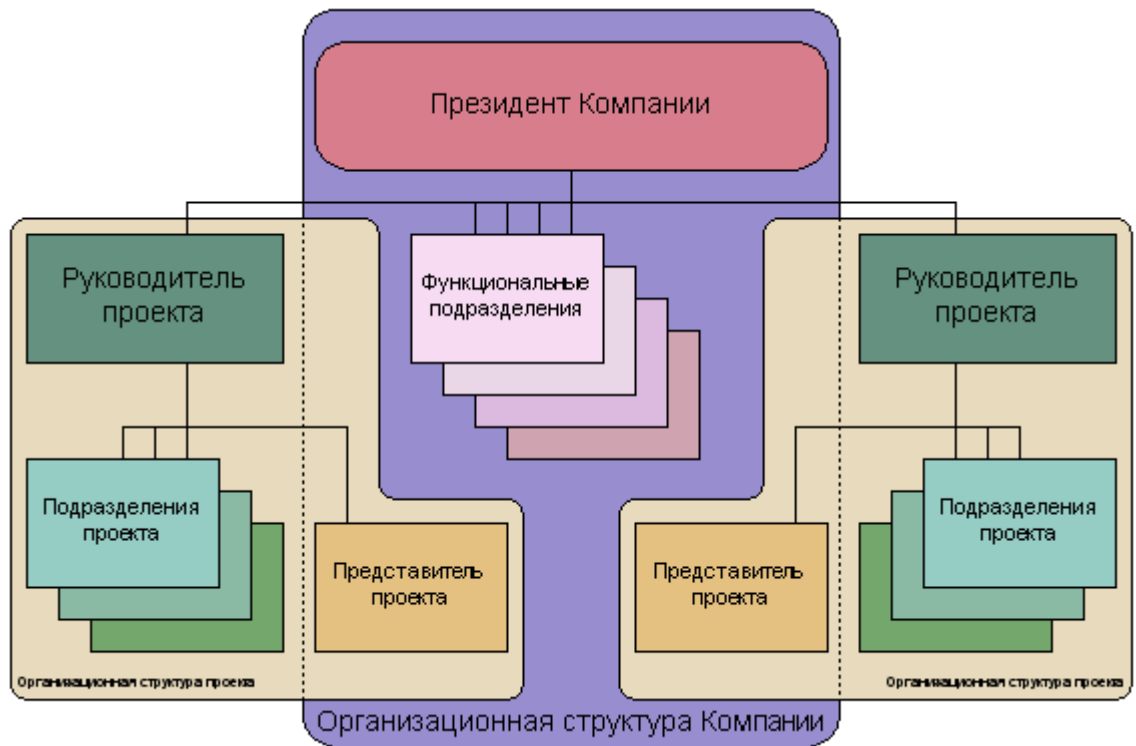 Президент Компании
Руководитель
проекта
Функциональные
подразделения
Руководитель
проекта
Подразделения
проекта
Представитель
проекта
Представитель
проекта
Подразделения
проекта
Организационная структура проекта
Организационная структура проекта
Организационная структура Компании